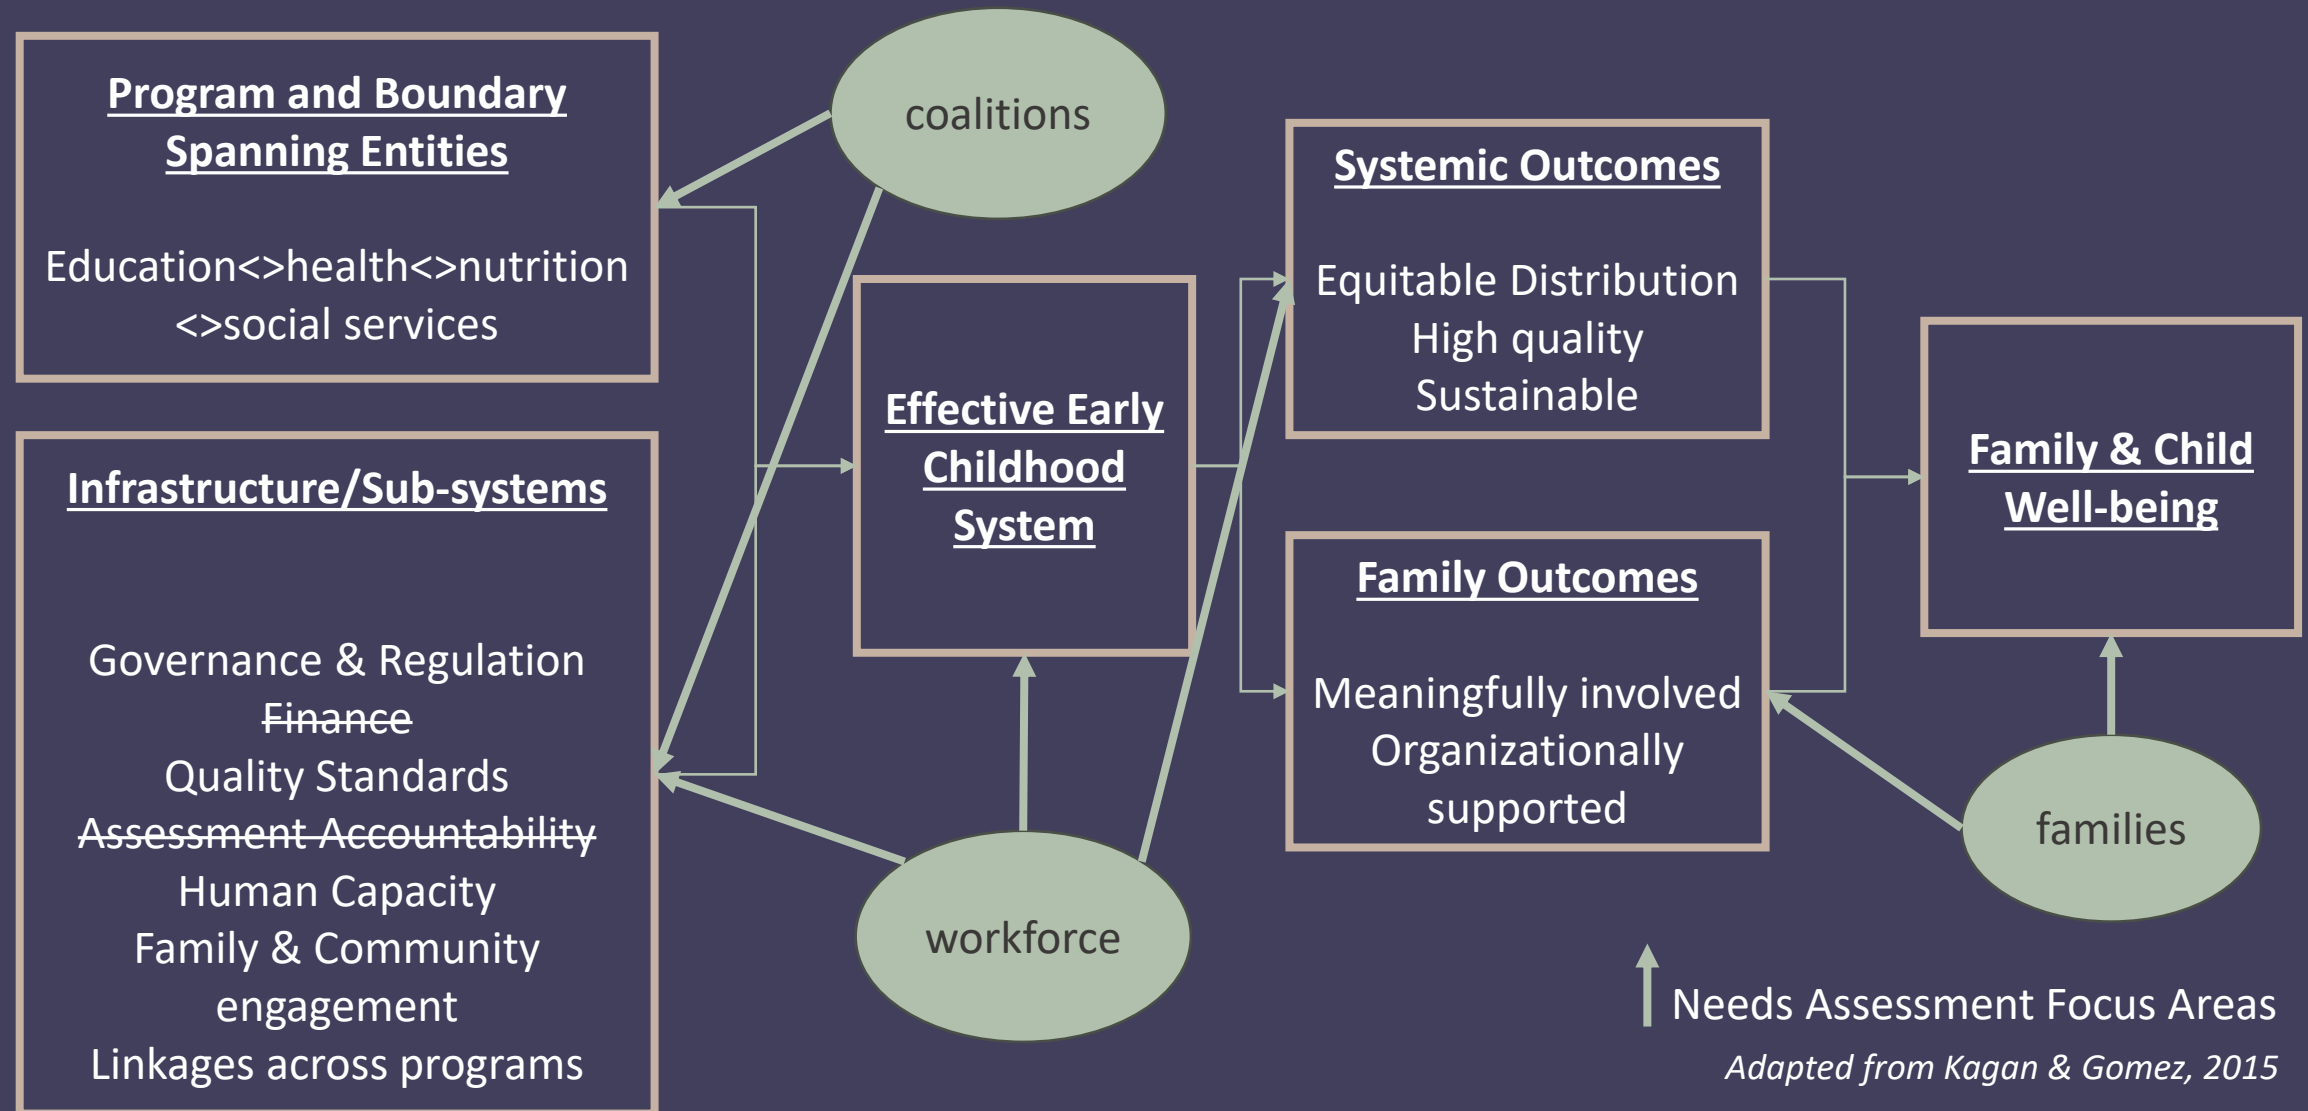 Program and Boundary
Spanning Entities
Education<>health<>nutrition
<>social services
Infrastructure/Sub-systems
Governance & Regulation
Finance
Quality Standards
Assessment Accountability
Human Capacity
Family & Community
engagement
Linkages across programs
coalitions
Effective Early
Childhood
System
workforce
Systemic Outcomes
Equitable Distribution
High quality
Sustainable
Family Outcomes
Meaningfully involved
Organizationally
supported
Family & Child
Well-being
families
Needs Assessment Focus Areas
Adapted from Kagan & Gomez, 2015